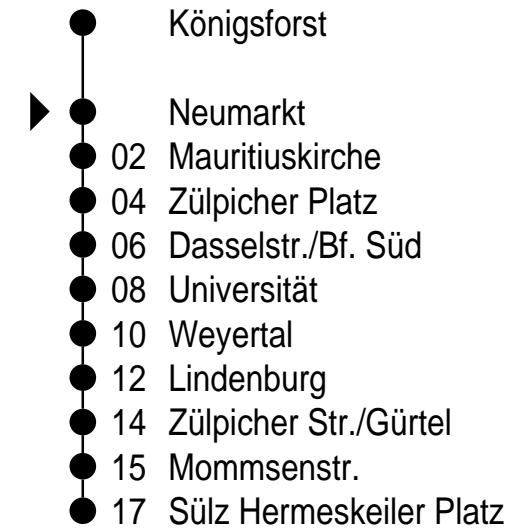 Königsforst
Neumarkt
02 Mauritiuskirche
04 Zülpicher Platz
06 Dasselstr./Bf. Süd
08 Universität
10 Weyertal
12 Lindenburg
14 Zülpicher Str./Gürtel
15 Mommsenstr.
17 Sülz Hermeskeiler Platz